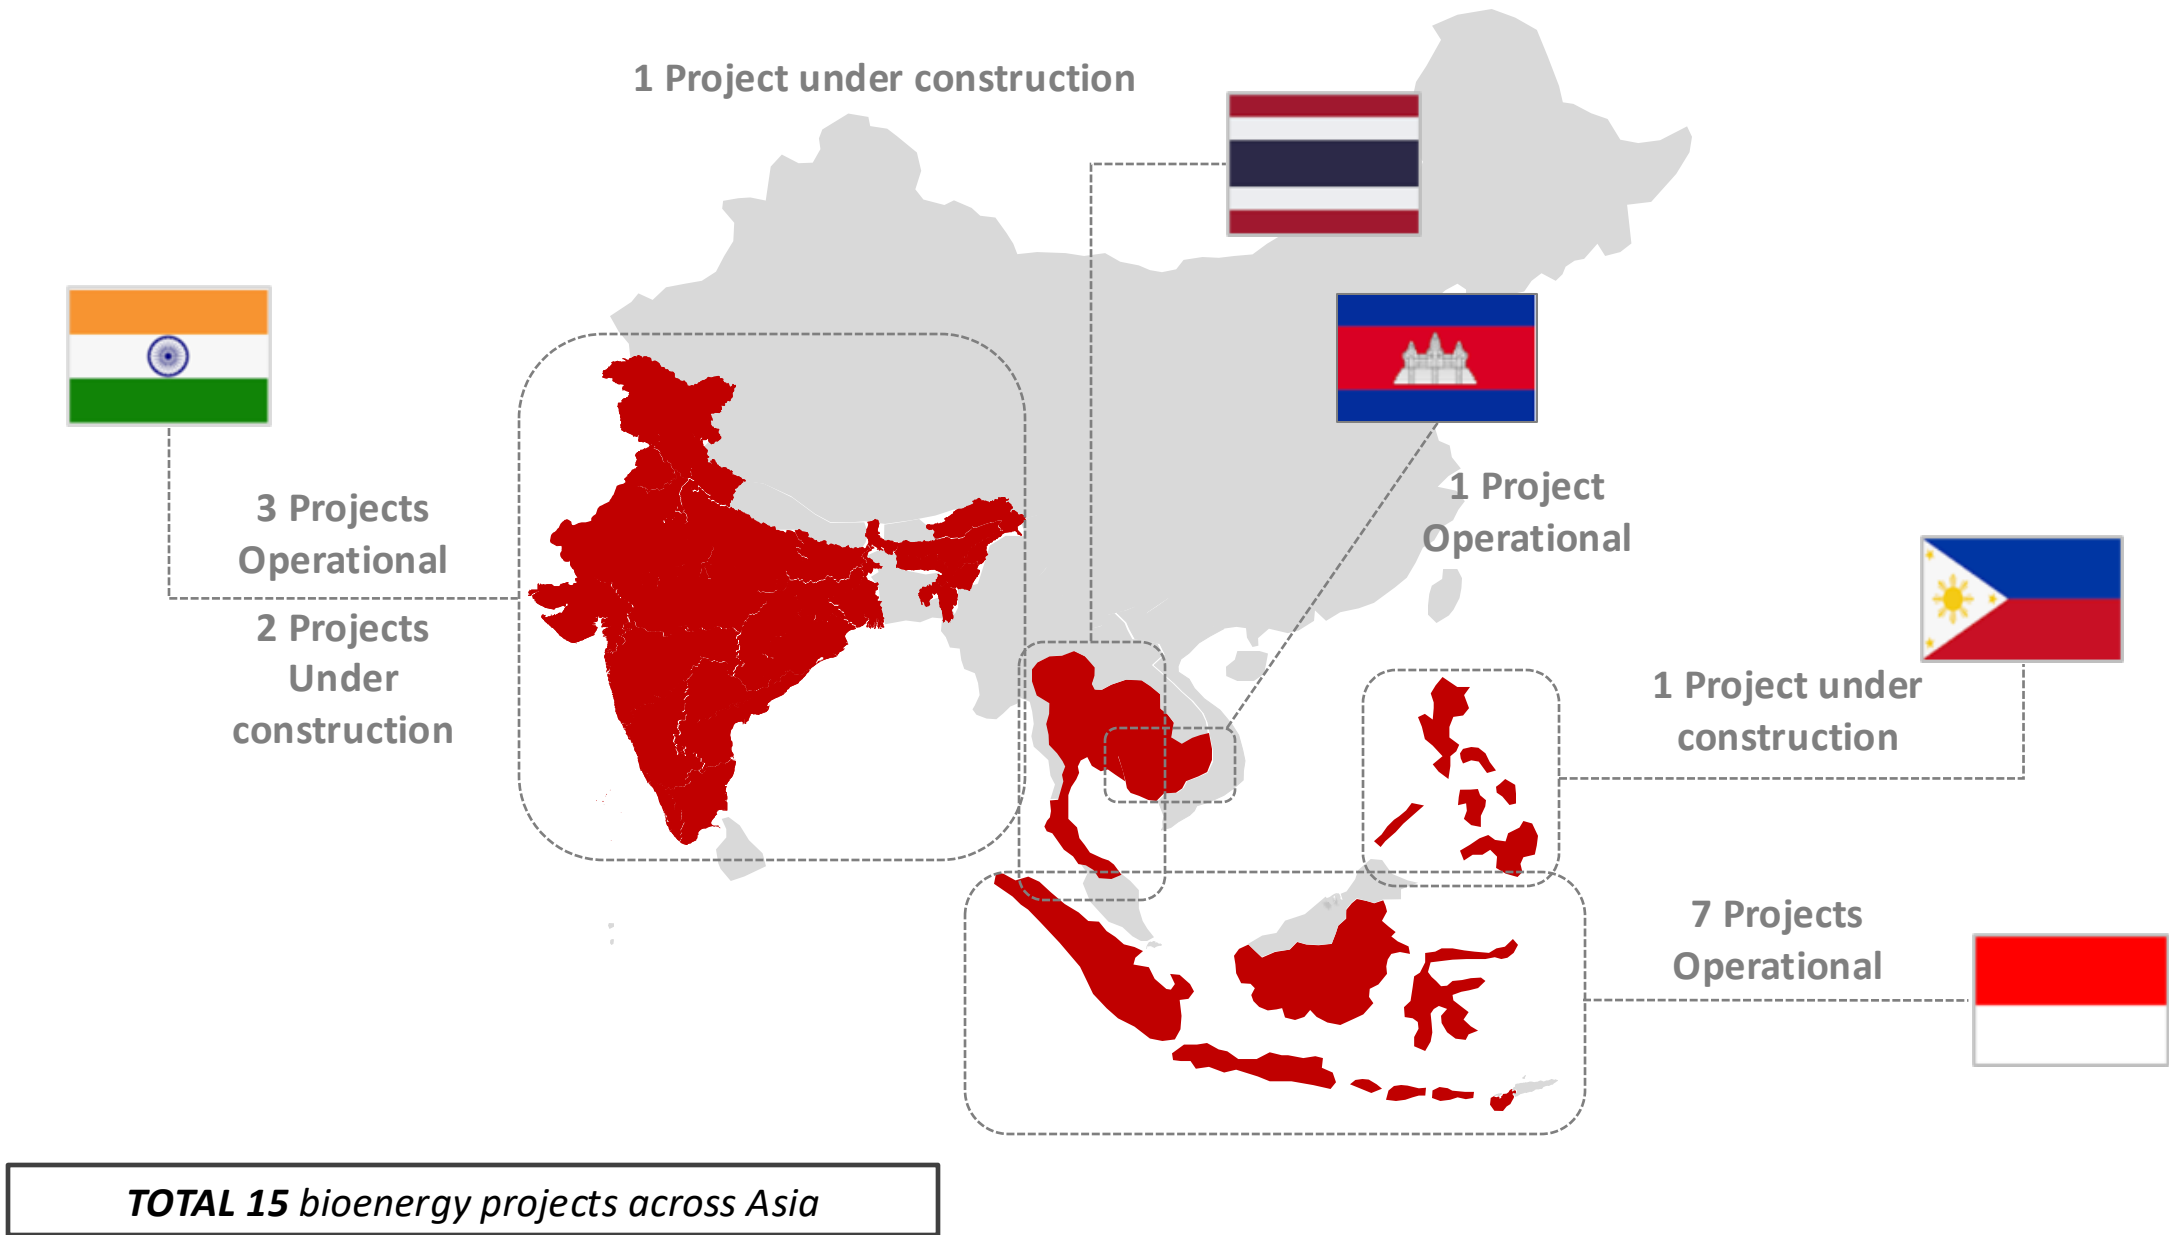 1 Project under construction
3 Projects
Operational
2 Projects
Under
construction
1 Project
Operational
1 Project under
construction
7 Projects
Operational
TOTAL 15 bioenergy projects across Asia